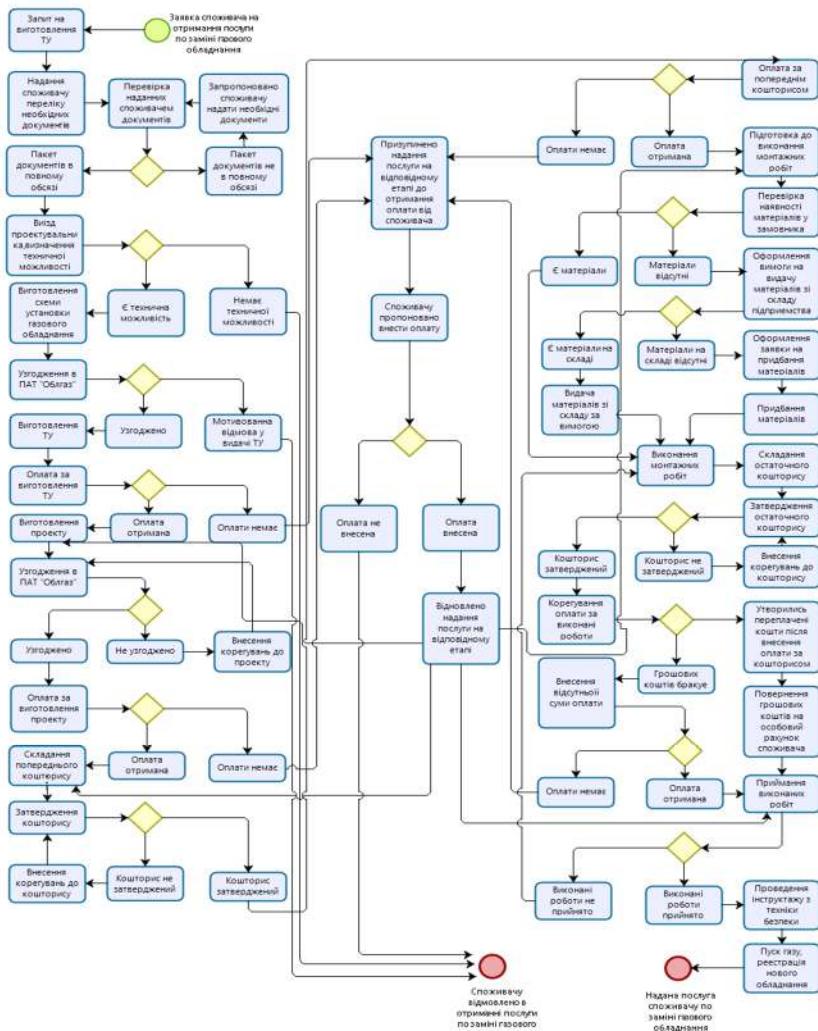 Заявка споживача на
отримання послуги
по заміні газового
обладнання
Запит на
виготовлення
ТУ
Надання
споживачу
переліку
необхідних
документів
Перевірка
наданних
споживачем
документів
Запропоновано
споживачу
надати необхідні
документи
Пакет
документів в
повному
обсязі
Пакет
документів не
в повному
обсязі
Виїзд
проектувальни
ка,визначення
технічної
можливості
Виготовлення
схеми
установки
газового
обладнання
Є технічна
можливість
Немає
технічної
можливості
Узгодження в
ПАТ "Облгаз"
Виготовлення
ТУ
Узгоджено
Мотивованна
відмова у
видачі ТУ
Оплата за
виготовлення
ТУ
Виготовлення
проекту
Оплата
отримана
Оплати немає
Узгодження в
ПАТ "Облгаз"
Узгоджено
Не узгоджено
Внесення
корегувань до
проекту
Оплата за
виготовлення
проекту
Складання
попереднього
коштюрису
Оплата
отримана
Оплати немає
Затвердження
кошторису
Внесення
корегувань до
кошторису
Кошторис не
затверджений
Кошторис
затверджений
Призупинено
надання
послуги на
відповідному
етапі до
отримання
оплати від
споживача
Споживачу
пропоновано
внести оплату
Оплата не
внесена
Оплата
внесена
Відновлено
надання
послуги на
відповідному
етапі
Споживачу
відмовлено в
отриманні послуги
по заміні газового
Оплата за
попереднім
кошторисом
Оплати немає
Оплата
отримана
Підготовка до
виконання
монтажних
робіт
Перевірка
наявності
матеріалів у
замовника
Є матеріали
Матеріали
відсутні
Оформлення
вимоги на
видачу
матеріалів зі
складу
підприємства
Є матеріали на
складі
Матеріали на
складі відсутні
Оформлення
заявки на
придбання
матеріалів
Видача
матеріалів зі
складу за
вимогою
Придбання
матеріалів
Виконання
монтажних
робіт
Складання
остаточного
кошторису
Затвердження
остаточного
кошторису
Кошторис
затверджений
Кошторис не
затверджений
Внесення
корегувань до
кошторису
Корегування
оплати за
виконані
роботи
Утворились
переплачені
кошти після
внесення
оплати за
кошторисом
Внесення
відсутньої
суми оплати
Грошових
коштів бракує
Повернення
грошових
коштів на
особовий
рахунок
споживача
Оплати немає
Оплата
отримана
Приймання
виконаних
робіт
Виконані
роботи не
прийнято
Виконані
роботи
прийнято
Проведення
інструктажу з
техніки
безпеки
Пуск газу,
реєстрація
нового
обладнання
Надана послуга
споживачу по
заміні газового
обладнання